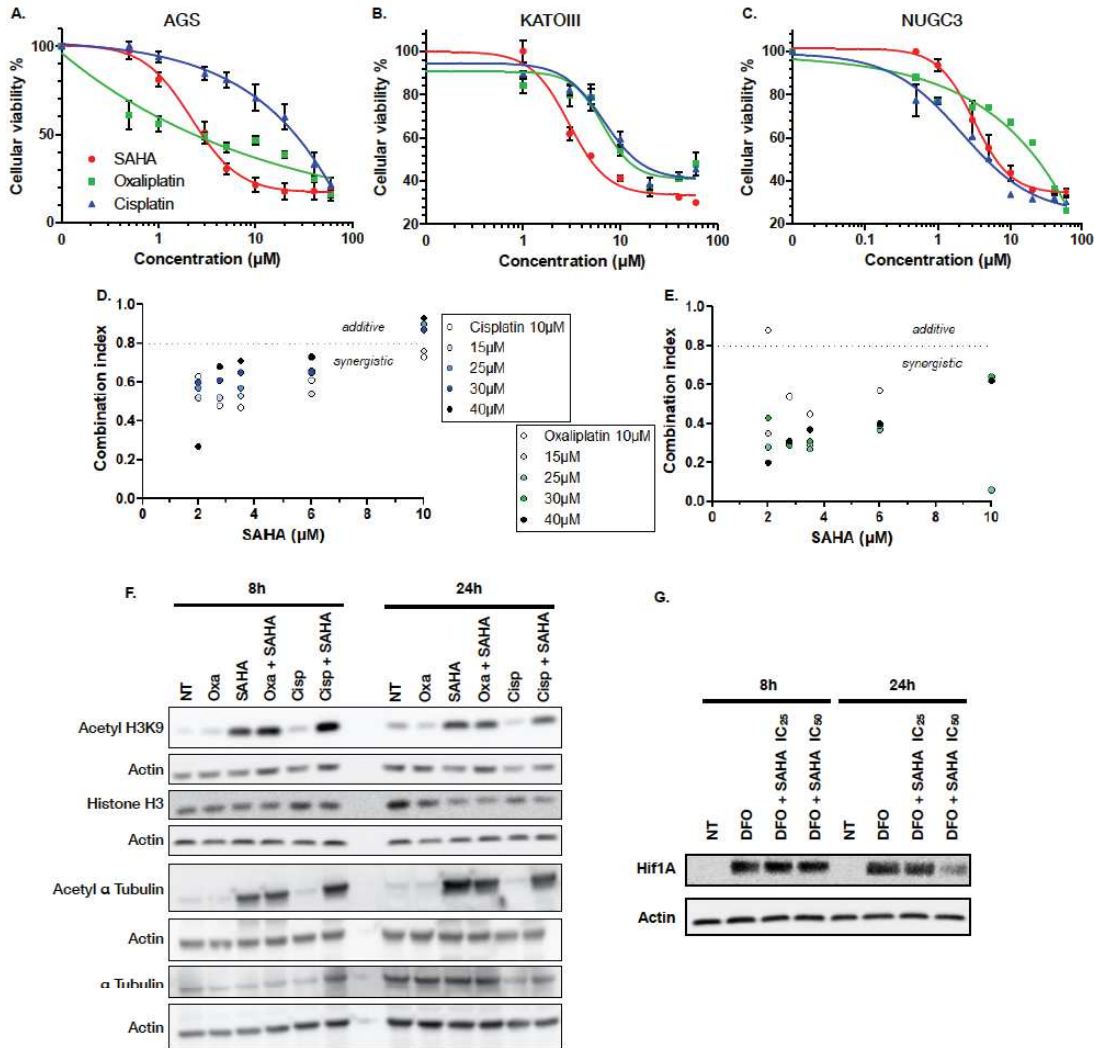 A.
AGS
Cellular viability %
100
50
0
SAHA
Oxaliplatin
Cisplatin
0 1 10 100
Concentration (µM)
B.
KATOIII
Cellular viability %
100
80
60
40
20
0 1 10 100
Concentration (µM)
C.
NUGC3
Cellular viability %
100
80
60
40
20
0 0.1 1 10 100
Concentration (µM)
D.
Combination index
1.0
0.8
0.6
0.4
0.2
0.0
additive
synergistic
0 2 4 6 8 10
SAHA (µM)
Cisplatin 10µM
15µM
25µM
30µM
40µM
Oxaliplatin 10µM
15µM
25µM
30µM
40µM
E.
Combination index
1.0
0.8
0.6
0.4
0.2
0.0
additive
synergistic
0 2 4 6 8 10
SAHA (µM)
F.
8h 24h
NT Oxa SAHA Oxa + SAHA Cisp Cisp + SAHA NT Oxa SAHA Oxa + SAHA Cisp Cisp + SAHA
Acetyl H3K9
Actin
Histone H3
Actin
Acetyl α Tubulin
Actin
α Tubulin
Actin
G.
8h 24h
NT DFO DFO + SAHA IC25 DFO + SAHA IC50 NT DFO DFO + SAHA IC25 DFO + SAHA IC50
Hif1A
Actin